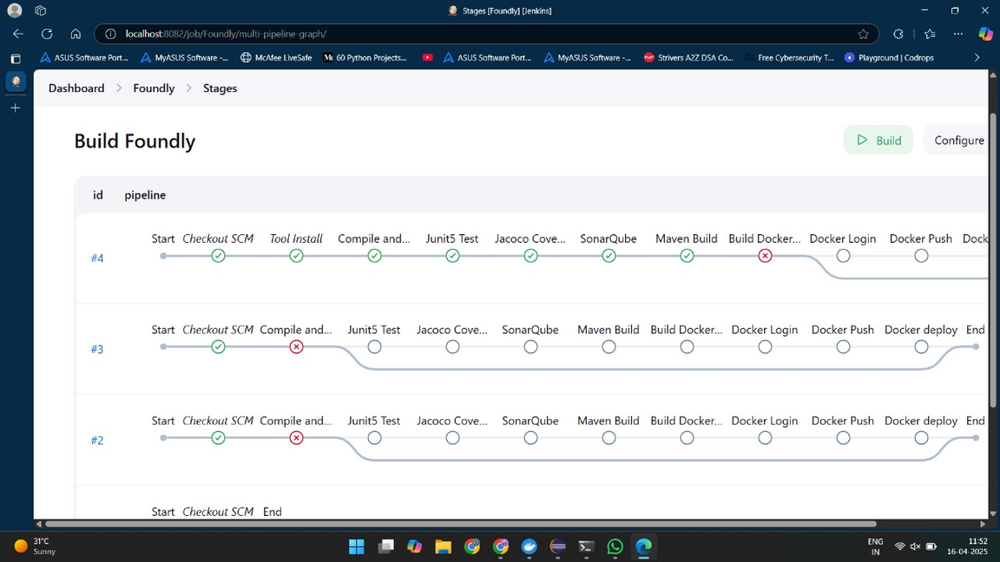 Stages [Foundly] [Jenkins]
localhost:8082/job/Foundly/multi-pipeline-graph/
ASUS Software Port... MyASUS Software -... McAfee LiveSafe 60 Python Projects... ASUS Software Port... MyASUS Software -... Strivers A2Z DSA Co... Free Cybersecurity T... Playground | Codrops
Dashboard > Foundly > Stages
Build Foundly
Build Configure
id pipeline
Start Checkout SCM Tool Install Compile and... Junit5 Test Jacoco Cove... SonarQube Maven Build Build Docker... Docker Login Docker Push Dock
#4
Start Checkout SCM Compile and... Junit5 Test Jacoco Cove... SonarQube Maven Build Build Docker... Docker Login Docker Push Docker deploy End
#3
Start Checkout SCM Compile and... Junit5 Test Jacoco Cove... SonarQube Maven Build Build Docker... Docker Login Docker Push Docker deploy End
#2
Start Checkout SCM End
31°C
Sunny
ENG
IN
11:52
16-04-2025